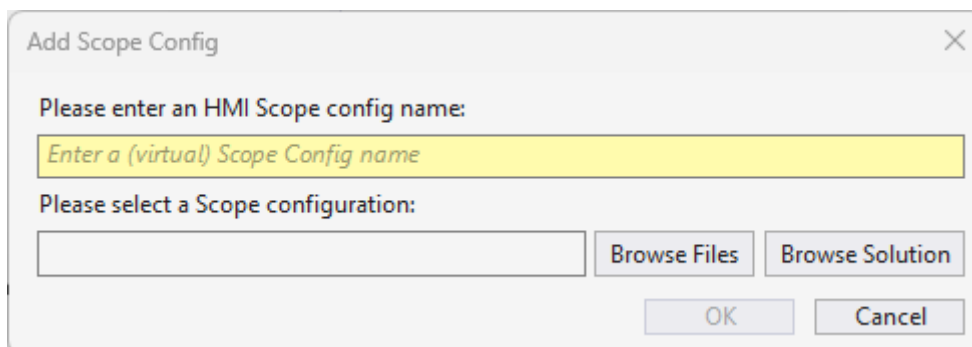 Add Scope Config
Please enter an HMI Scope config name:
Enter a (virtual) Scope Config name
Please select a Scope configuration:
Browse Files Browse Solution
OK Cancel